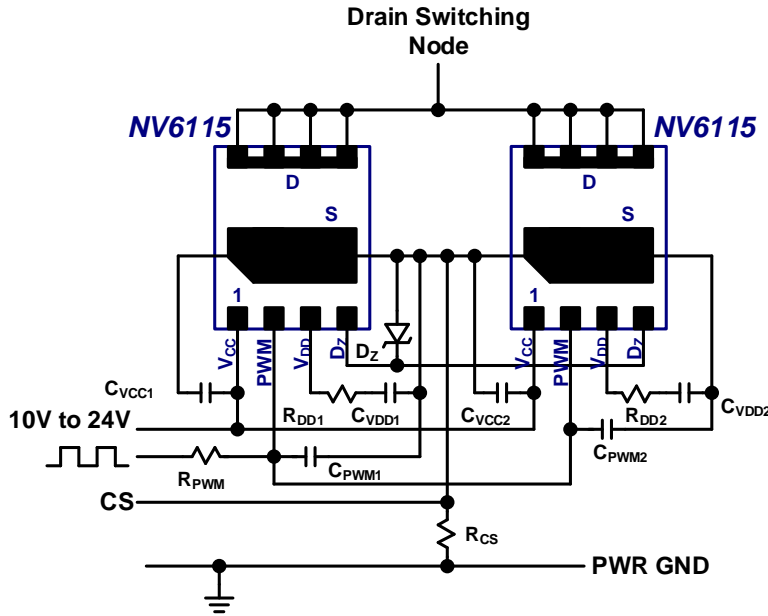 Drain Switching
Node
NV6115
NV6115
D
D
S
S
1
1
VCC
PWM
VDD
DZ
DZ
VCC
PWM
VDD
DZ
CVCC1
RDD1
CVDD1
CVCC2
RDD2
CVDD2
10V to 24V
RPWM
CPWM1
CPWM2
CS
RCS
PWR GND